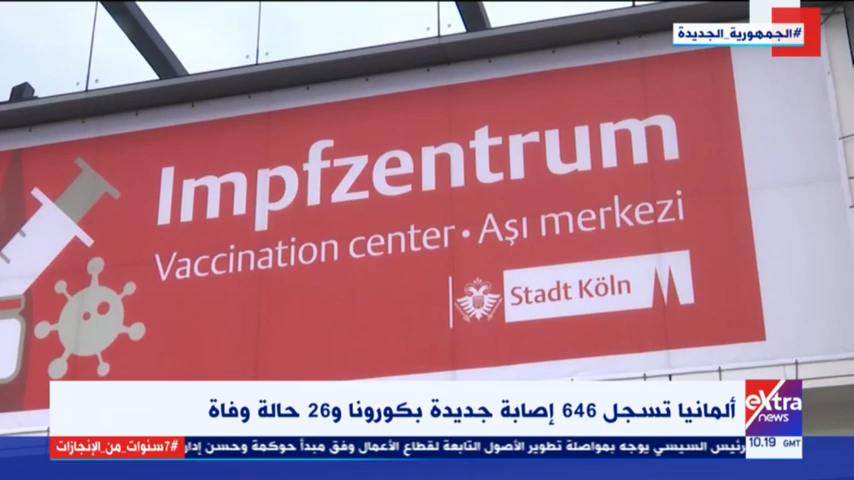 #الجمهورية_الجديدة
Impfzentrum
Vaccination center • Aşı merkezi
Stadt Köln
ألمانيا تسجل 646 إصابة جديدة بكورونا و26 حالة وفاة
eXtra
news
10.19 GMT
رئيس السيسي يوجه بمواصلة تطوير الأصول التابعة لقطاع الأعمال وفق مبدأ حوكمة وحسن إدار
#7سنوات_من_الإنجازات